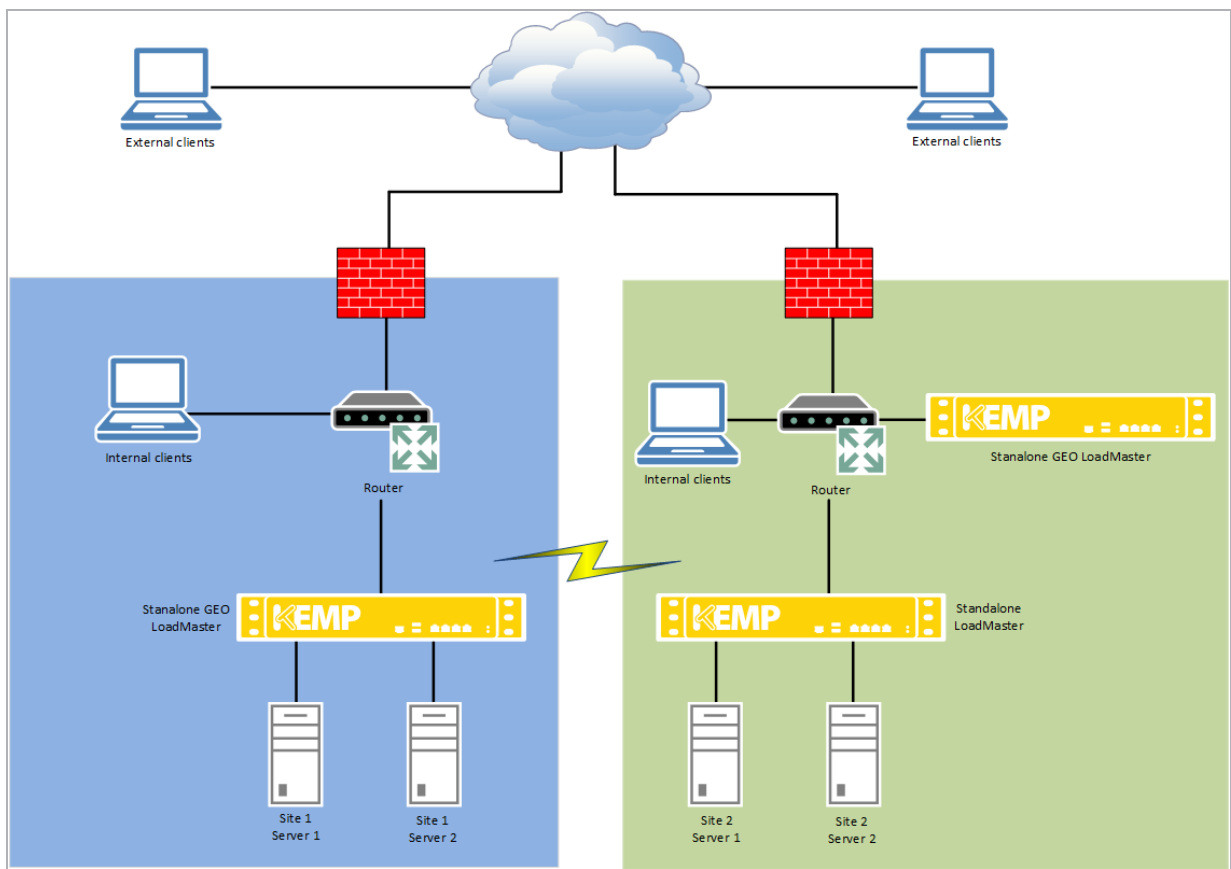 External clients
External clients
Internal clients
Router
KEMP
Stanalone GEO LoadMaster
Internal clients
Router
Stanalone GEO
LoadMaster
KEMP
KEMP
Standalone
LoadMaster
Site 1
Server 1
Site 1
Server 2
Site 2
Server 1
Site 2
Server 2